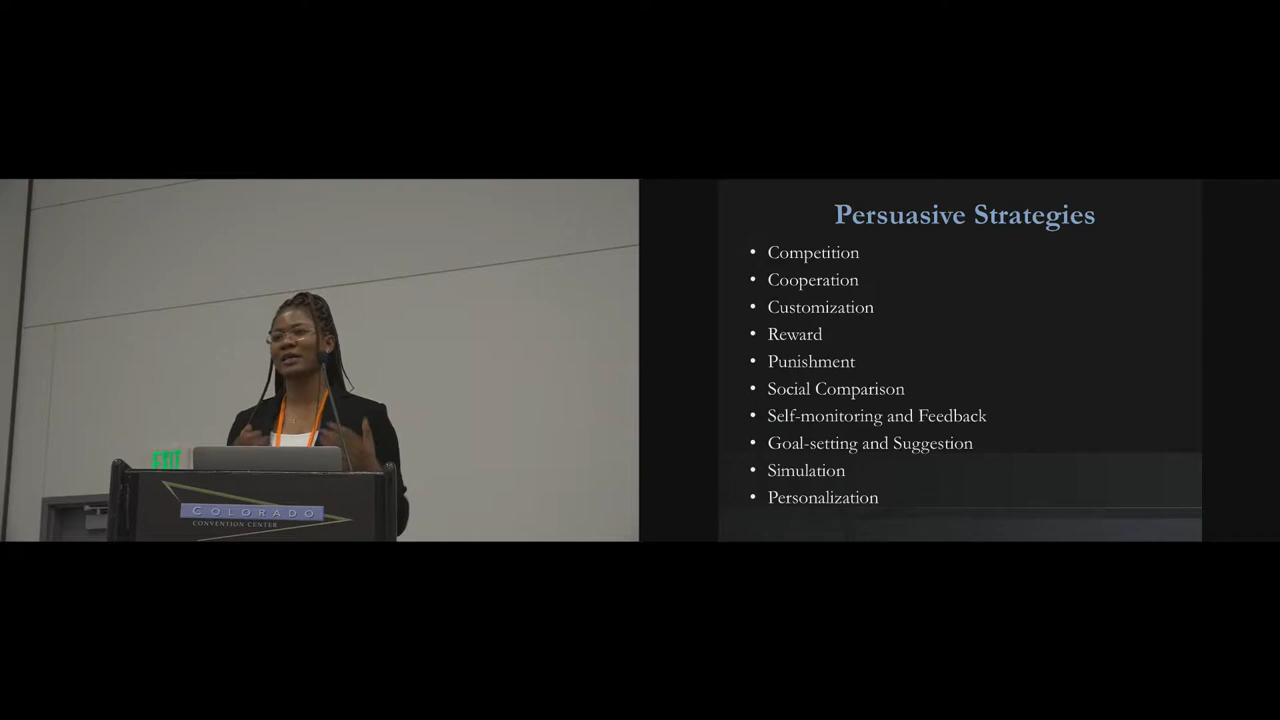 EXIT
COLORADO
CONVENTION CENTER
Persuasive Strategies
• Competition
• Cooperation
• Customization
• Reward
• Punishment
• Social Comparison
• Self-monitoring and Feedback
• Goal-setting and Suggestion
• Simulation
• Personalization